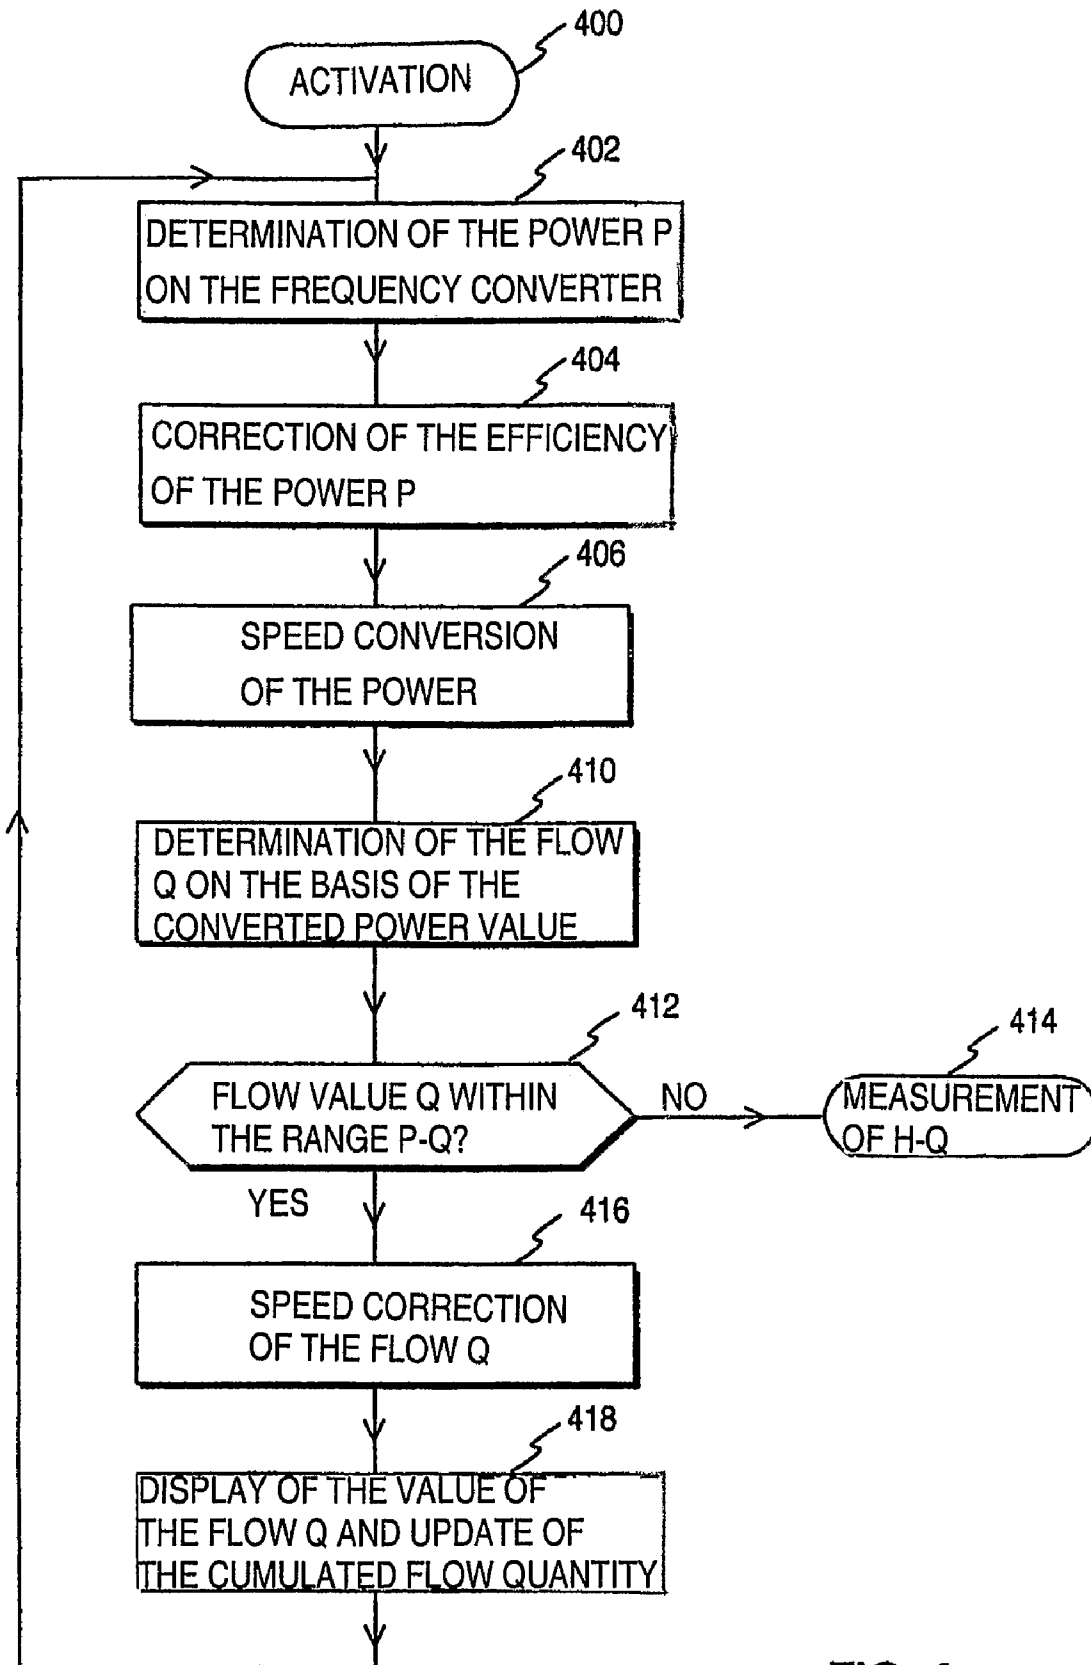 400
ACTIVATION
402
DETERMINATION OF THE POWER P
ON THE FREQUENCY CONVERTER
404
CORRECTION OF THE EFFICIENCY
OF THE POWER P
406
SPEED CONVERSION
OF THE POWER
410
DETERMINATION OF THE FLOW
Q ON THE BASIS OF THE
CONVERTED POWER VALUE
412
FLOW VALUE Q WITHIN
THE RANGE P-Q?
NO
414
MEASUREMENT
OF H-Q
YES
416
SPEED CORRECTION
OF THE FLOW Q
418
DISPLAY OF THE VALUE OF
THE FLOW Q AND UPDATE OF
THE CUMULATED FLOW QUANTITY